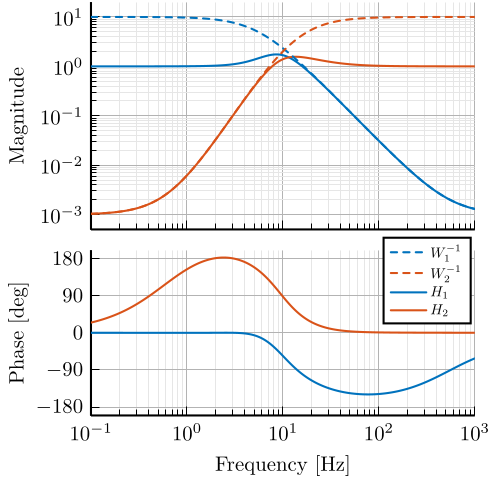 10^1
10^0
10^{-1}
10^{-2}
10^{-3}
Magnitude
W_1^{-1}
W_2^{-1}
H_1
H_2
180
90
0
−90
−180
Phase [deg]
10^{-1}
10^0
10^1
10^2
10^3
Frequency [Hz]